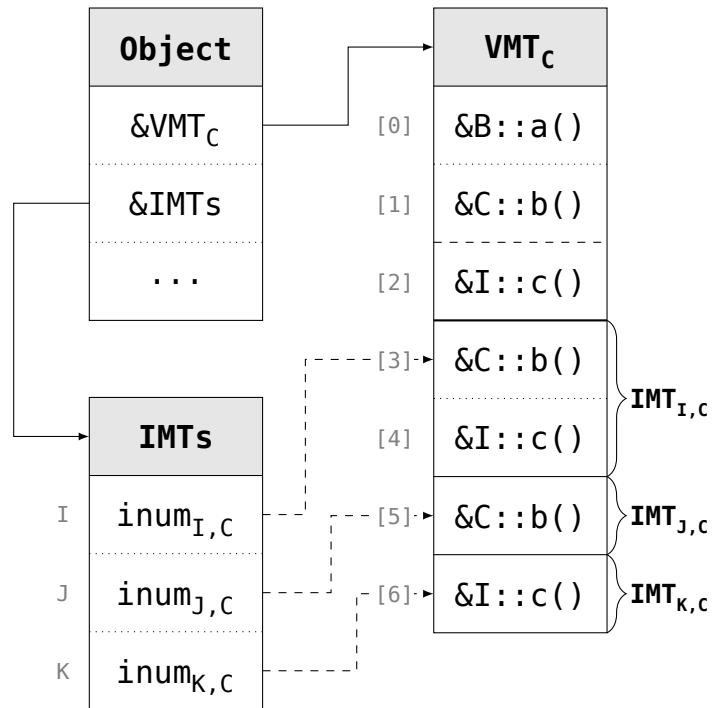 Object
&VMT_C
&IMTs
...
IMTs
I inum_I,C
J inum_J,C
K inum_K,C
VMT_C
[0] &B::a()
[1] &C::b()
[2] &I::c()
[3] &C::b()
[4] &I::c()
IMT_I,C
[5] &C::b() IMT_J,C
[6] &I::c() IMT_K,C